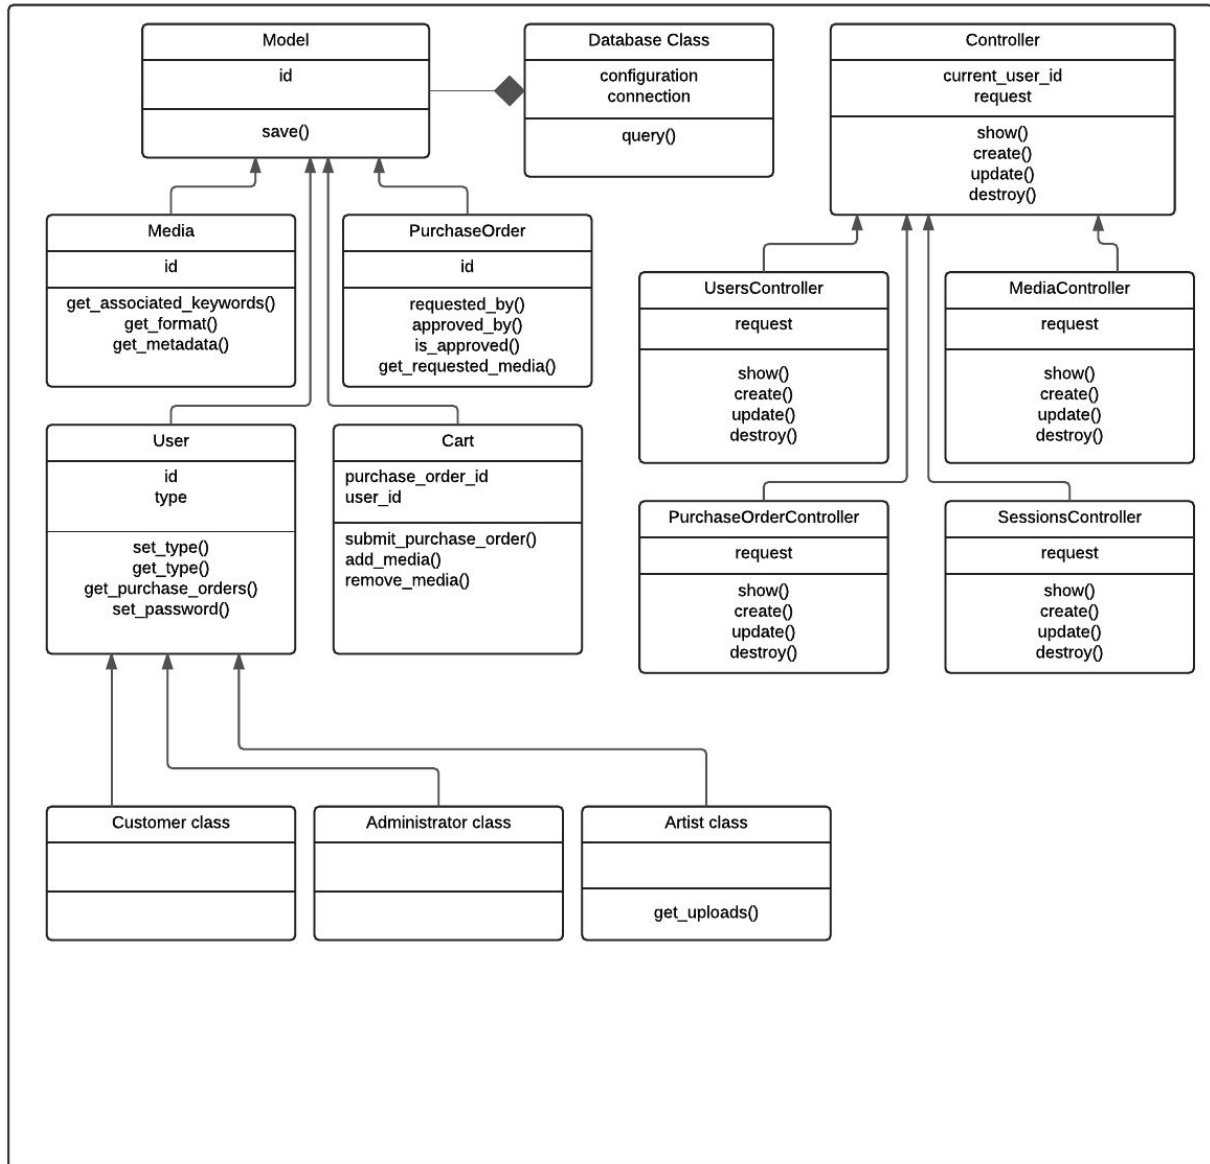 Model
id
save()
Database Class
configuration
connection
query()
Controller
current_user_id
request
show()
create()
update()
destroy()
Media
id
get_associated_keywords()
get_format()
get_metadata()
PurchaseOrder
id
requested_by()
approved_by()
is_approved()
get_requested_media()
UsersController
request
show()
create()
update()
destroy()
MediaController
request
show()
create()
update()
destroy()
User
id
type
set_type()
get_type()
get_purchase_orders()
set_password()
Cart
purchase_order_id
user_id
submit_purchase_order()
add_media()
remove_media()
PurchaseOrderController
request
show()
create()
update()
destroy()
SessionsController
request
show()
create()
update()
destroy()
Customer class
Administrator class
Artist class
get_uploads()